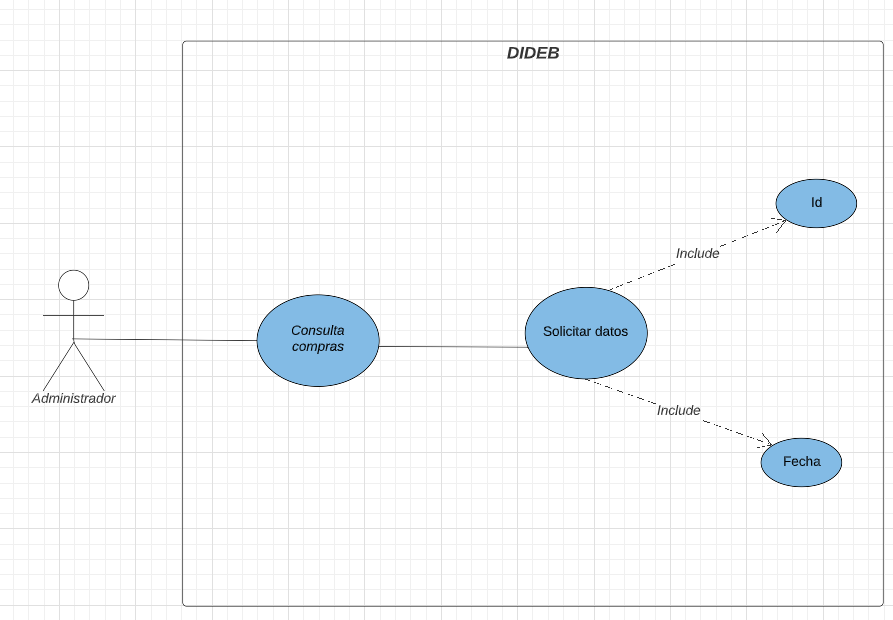 DIDEB
Id
Include
Consulta
compras
Solicitar datos
Administrador
Include
Fecha